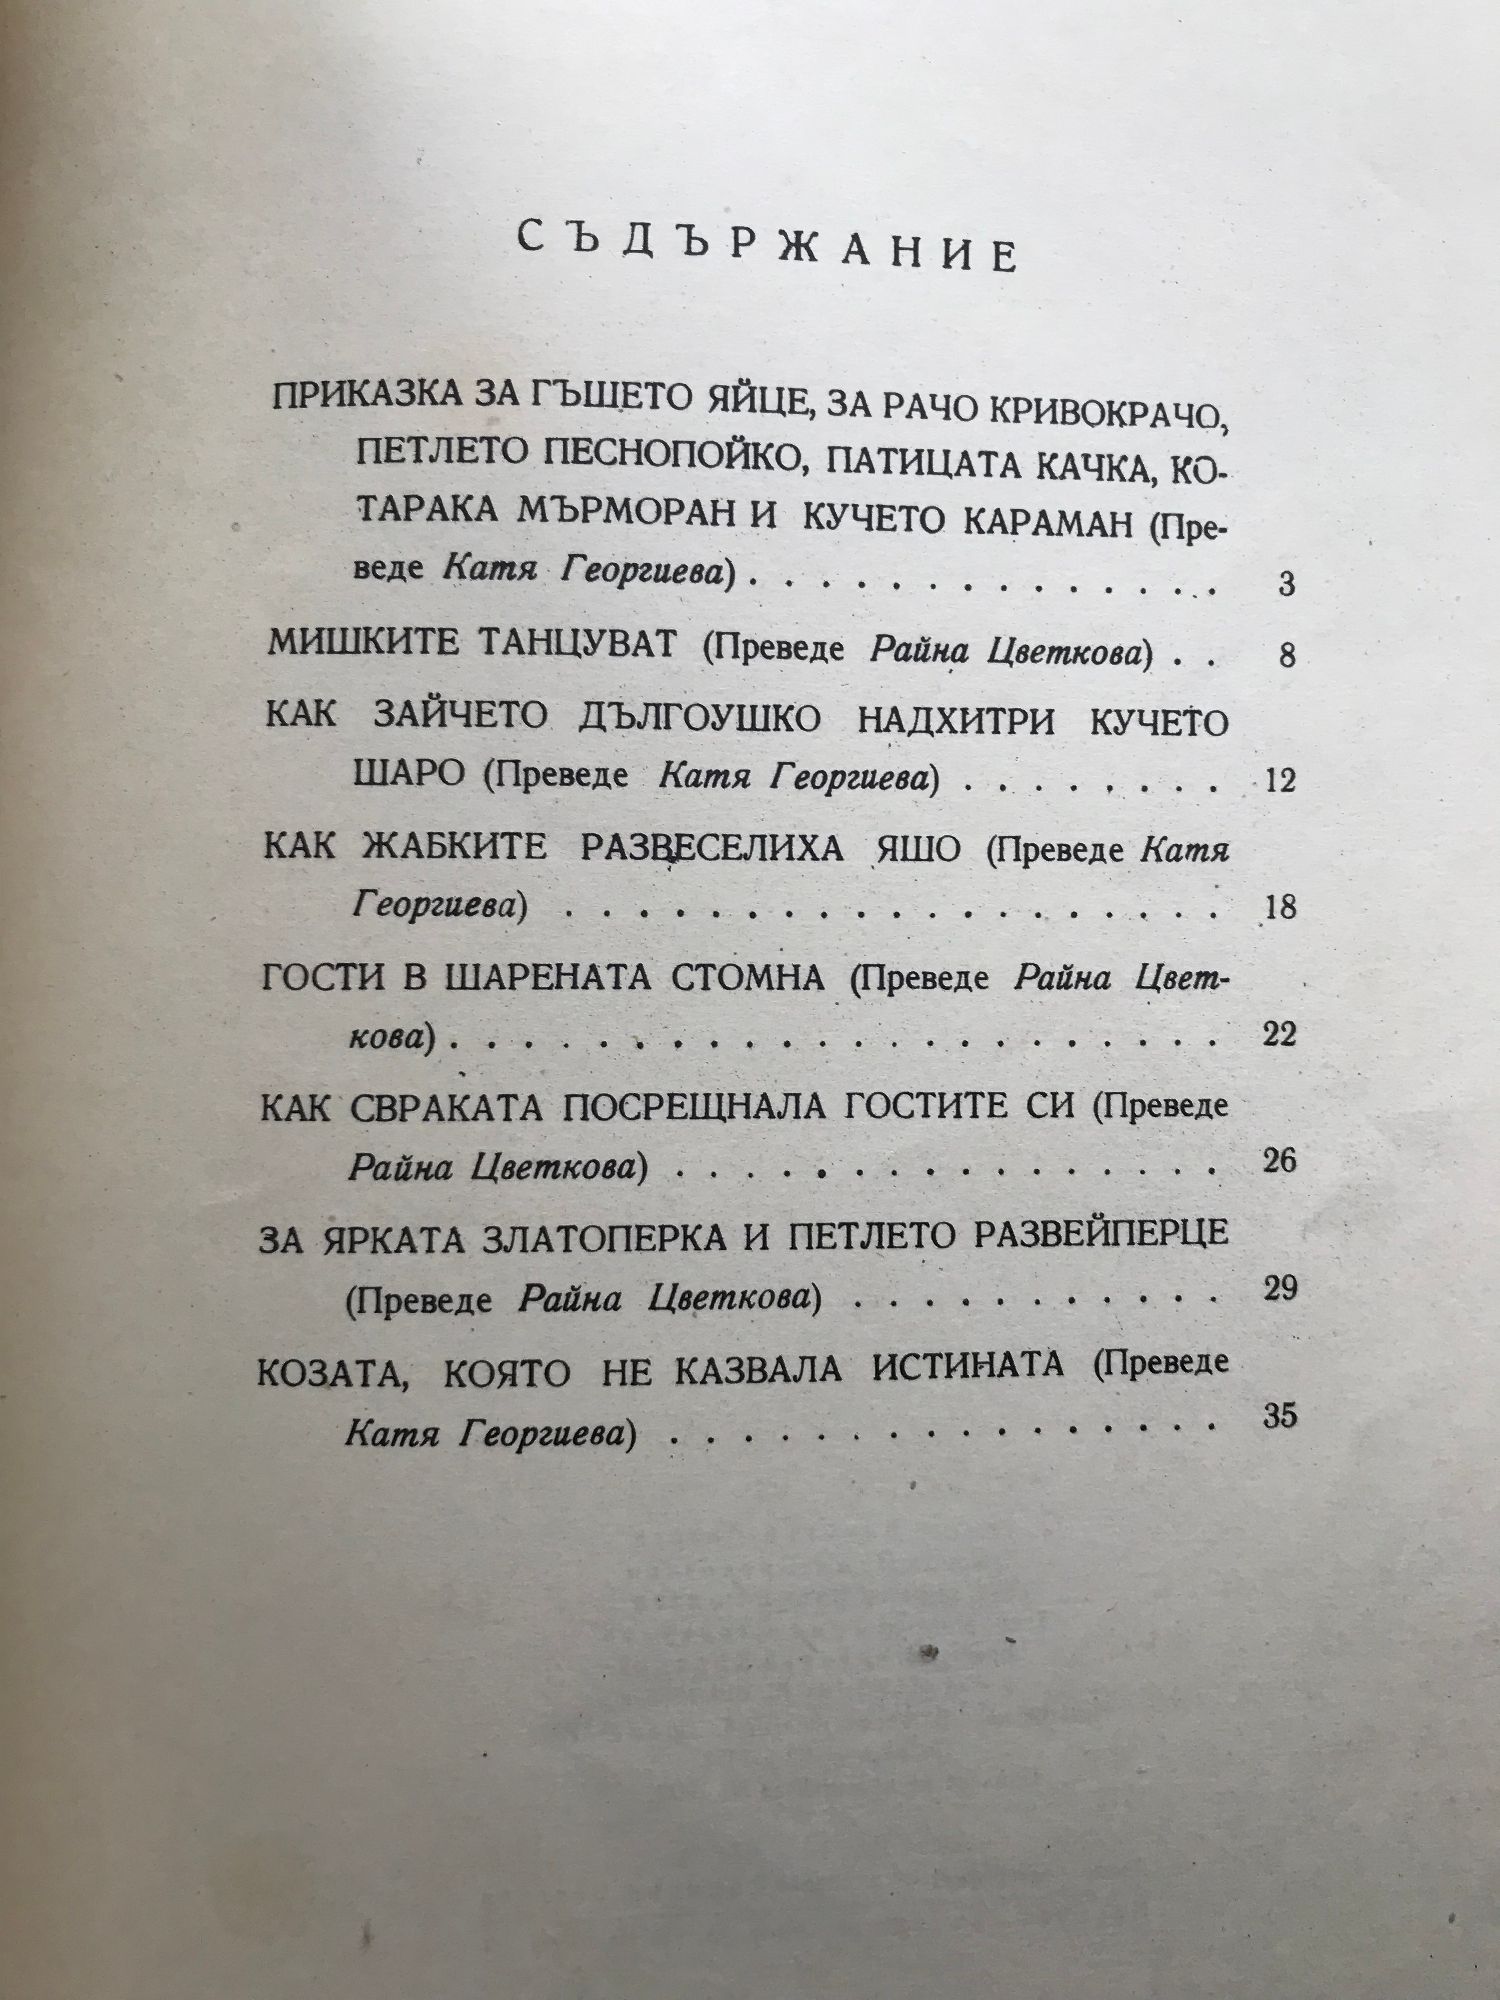 СЪДЪРЖАНИЕ
ПРИКАЗКА ЗА ГЪЩЕТО ЯЙЦЕ, ЗА РАЧО КРИВОКРАЧО,
ПЕТЛЕТО ПЕСНОПОЙКО, ПАТИЦАТА КАЧКА, КО-
ТАРАКА МЪРМОРАН И КУЧЕТО КАРАМАН (Пре-
веде Катя Георгиева) . . . . . . . . . . . . . . 3
МИШКИТЕ ТАНЦУВАТ (Преведе Райна Цветкова) . . 8
КАК ЗАЙЧЕТО ДЪЛГОУШКО НАДХИТРИ КУЧЕТО
ШАРО (Преведе Катя Георгиева) . . . . . . . . 12
КАК ЖАБКИТЕ РАЗВЕСЕЛИХА ЯШО (Преведе Катя
Георгиева) . . . . . . . . . . . . . . . . . . 18
ГОСТИ В ШАРЕНАТА СТОМНА (Преведе Райна Цвет-
кова) . . . . . . . . . . . . . . . . . . . . . . 22
КАК СВРАКАТА ПОСРЕЩНАЛА ГОСТИТЕ СИ (Преведе
Райна Цветкова) . . . . . . . . . . . . . . . . 26
ЗА ЯРКАТА ЗЛАТОПЕРКА И ПЕТЛЕТО РАЗВЕЙПЕРЦЕ
(Преведе Райна Цветкова) . . . . . . . . . . . 29
КОЗАТА, КОЯТО НЕ КАЗВАЛА ИСТИНАТА (Преведе
Катя Георгиева) . . . . . . . . . . . . . . . . 35